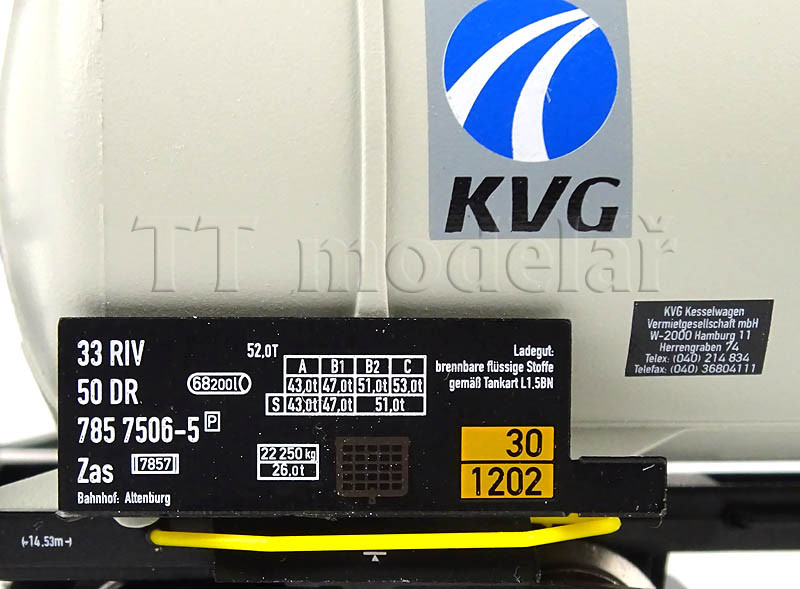 KVG
TT modelář
KVG Kesselwagen
Vermietgesellschaft mbH
W-2000 Hamburg 11
Herrengraben 74
Telex: (040) 214 834
Telefax: (040) 36804111
33 RIV
50 DR
785 7506-5 P
Zas 7857
Bahnhof: Altenburg
52,0T
68200l
A B1 B2 C
43,0t 47,0t 51,0t 53,0t
S 43,0t 47,0t 51,0t
22 250 kg
26,0t
Ladegut:
brennbare flüssige Stoffe
gemäß Tankart L1,5BN
30
1202
14,53m